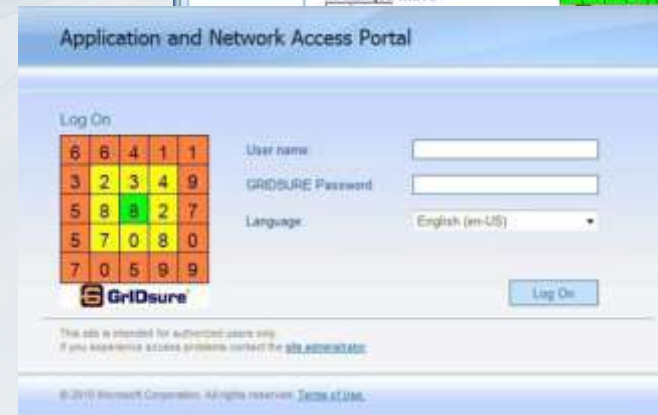 Application and Network Access Portal
Log On
6 6 4 1 1
3 2 3 4 9
5 8 8 2 7
5 7 0 8 0
7 0 5 9 9
GrIDsure
User name:
GRIDSURE Password
Language:
English (en-US)
Log On
This site is intended for authorized users only.
If you experience access problems contact the site administrator.
© 2010 Microsoft Corporation. All rights reserved. Terms of Use.